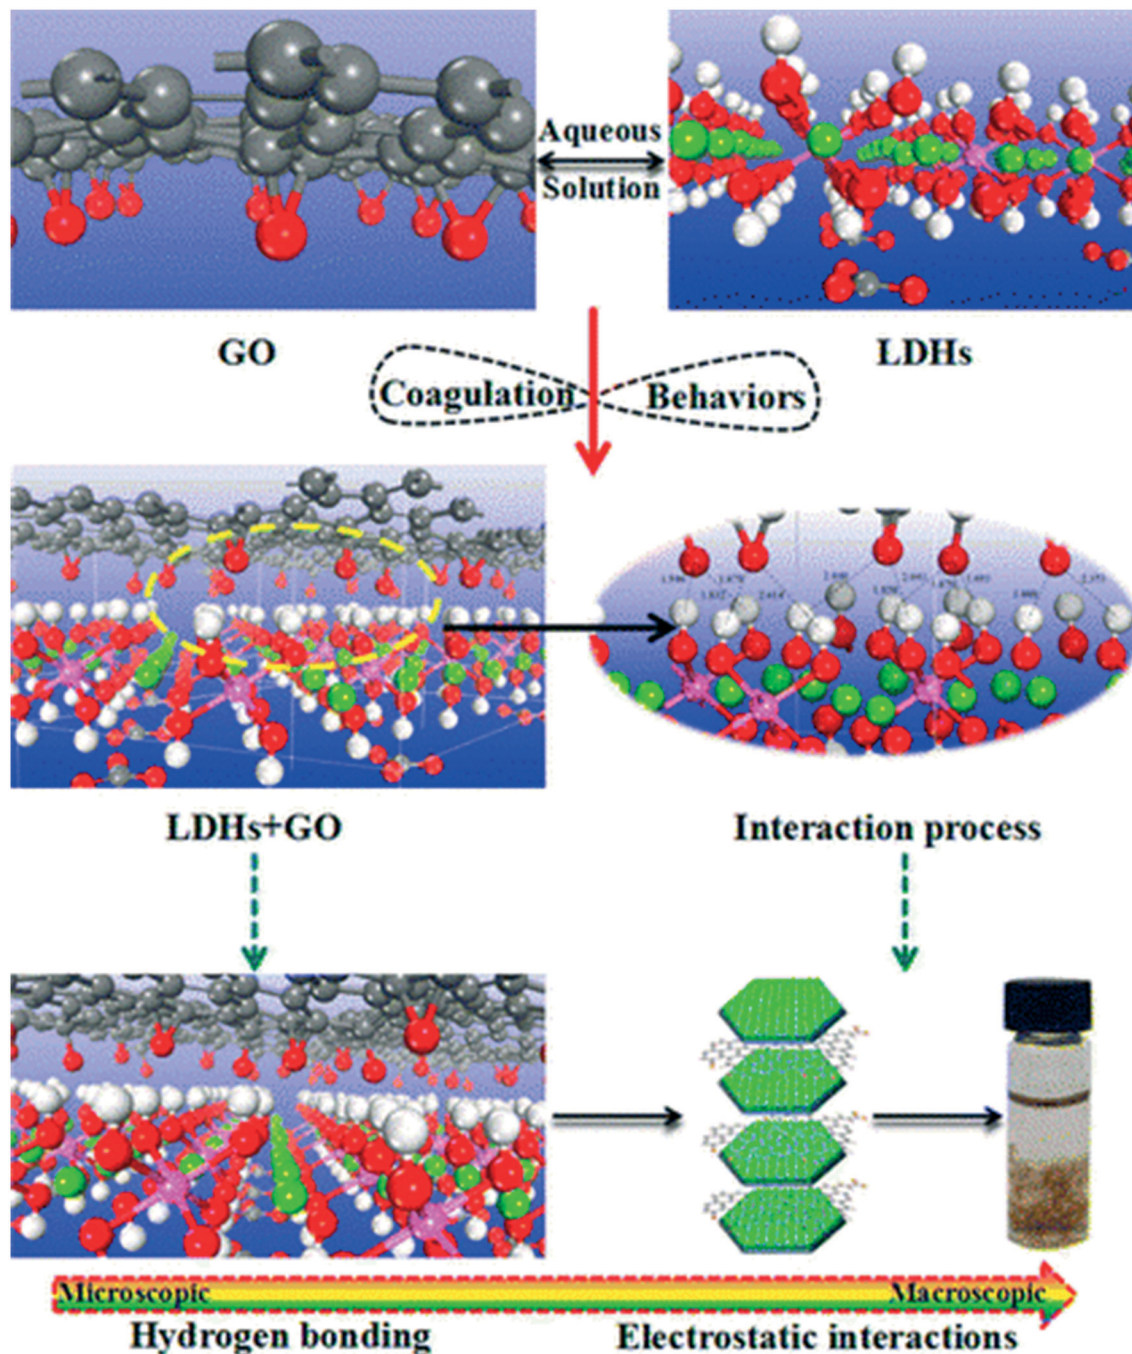 Aqueous
Solution
GO
LDHs
Coagulation
Behaviors
LDHs+GO
Interaction process
Microscopic
Macroscopic
Hydrogen bonding
Electrostatic interactions